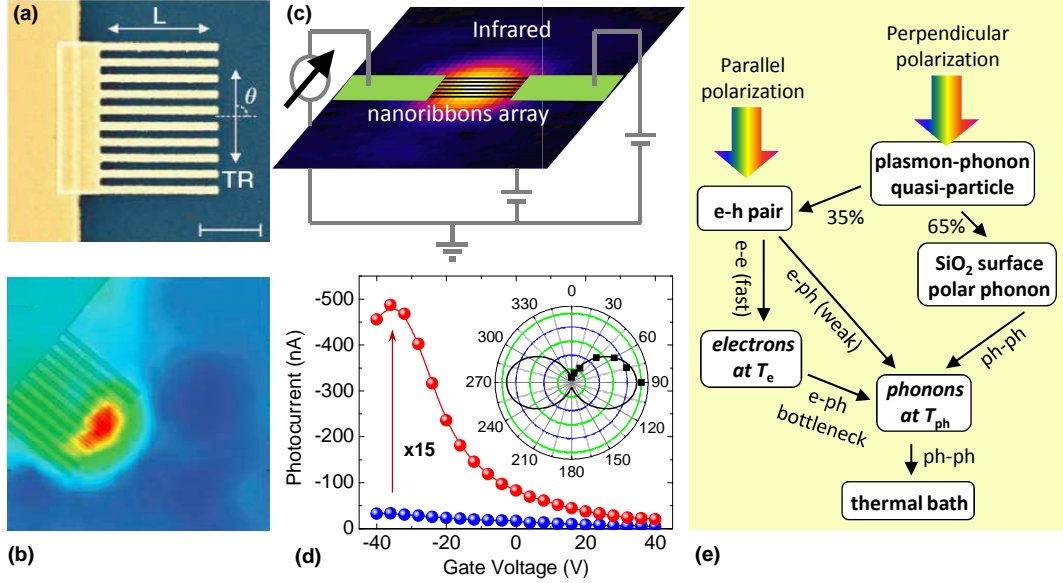 (a)
L
θ
TR
(b)
(c)
Infrared
nanoribbons array
(d)
Photocurrent (nA)
-500
-400
-300
-200
-100
0
-40
-20
0
20
40
Gate Voltage (V)
x15
0
30
60
90
120
150
180
210
240
270
300
330
Parallel
polarization
Perpendicular
polarization
plasmon-phonon
quasi-particle
e-h pair
35%
65%
SiO₂ surface
polar phonon
e-e (fast)
e-ph (weak)
ph-ph
electrons
at Tₑ
phonons
at Tₚₕ
e-ph
bottleneck
ph-ph
thermal bath
(e)